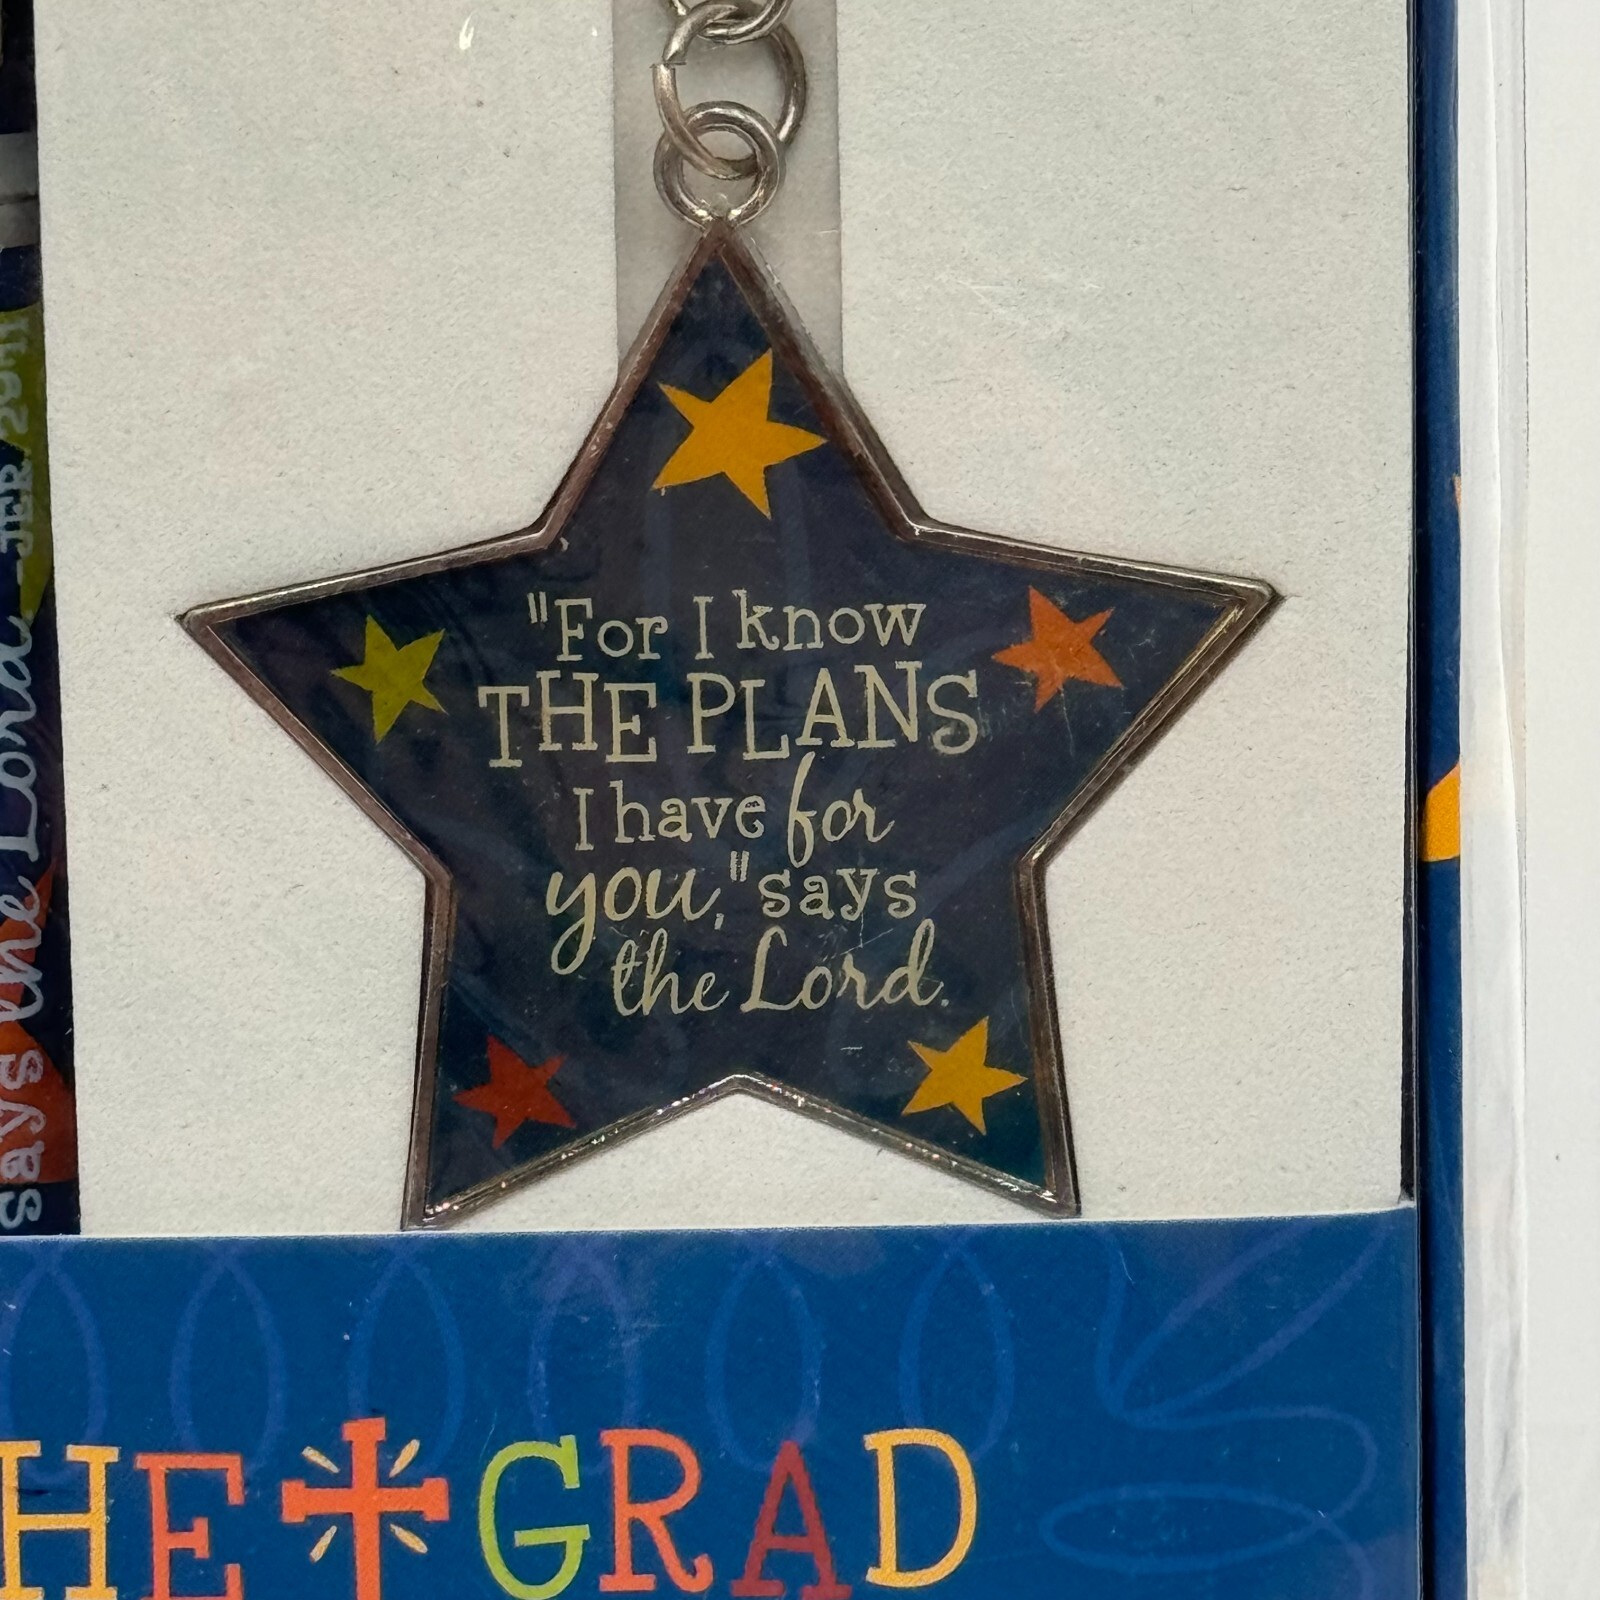 "For I know
THE PLANS
I have for
you," says
the Lord.
says the Lord JER. 29:11
HE GRAD